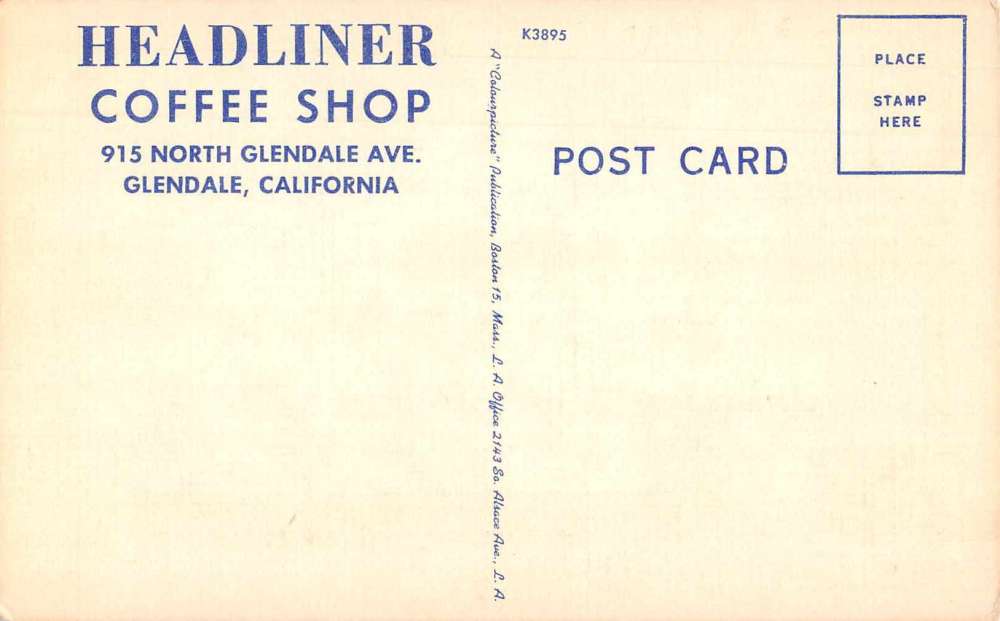 HEADLINER
COFFEE SHOP
915 NORTH GLENDALE AVE.
GLENDALE, CALIFORNIA
A "Colourpicture" Publication, Boston 15, Mass., L. A. Office 2143 So. Alsace Ave., L. A.
K3895
POST CARD
PLACE
STAMP
HERE